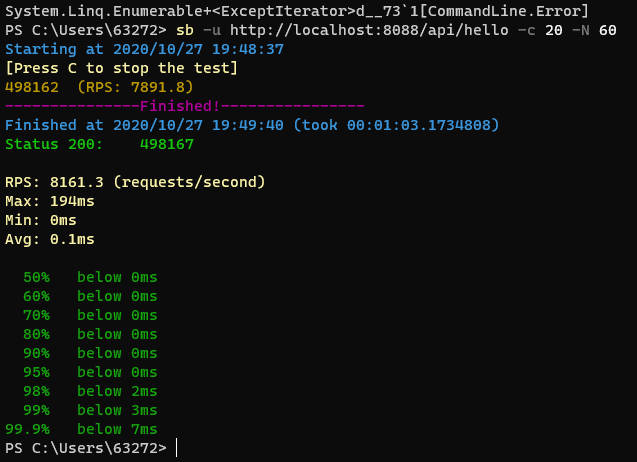 System.Linq.Enumerable+<ExceptIterator>d__73`1[CommandLine.Error]
PS C:\Users\63272> sb -u http://localhost:8088/api/hello -c 20 -N 60
Starting at 2020/10/27 19:48:37
[Press C to stop the test]
498162  (RPS: 7891.8)
---------------Finished!----------------
Finished at 2020/10/27 19:49:40 (took 00:01:03.1734808)
Status 200:    498167
RPS: 8161.3 (requests/second)
Max: 194ms
Min: 0ms
Avg: 0.1ms
50%   below 0ms
60%   below 0ms
70%   below 0ms
80%   below 0ms
90%   below 0ms
95%   below 0ms
98%   below 2ms
99%   below 3ms
99.9%   below 7ms
PS C:\Users\63272>